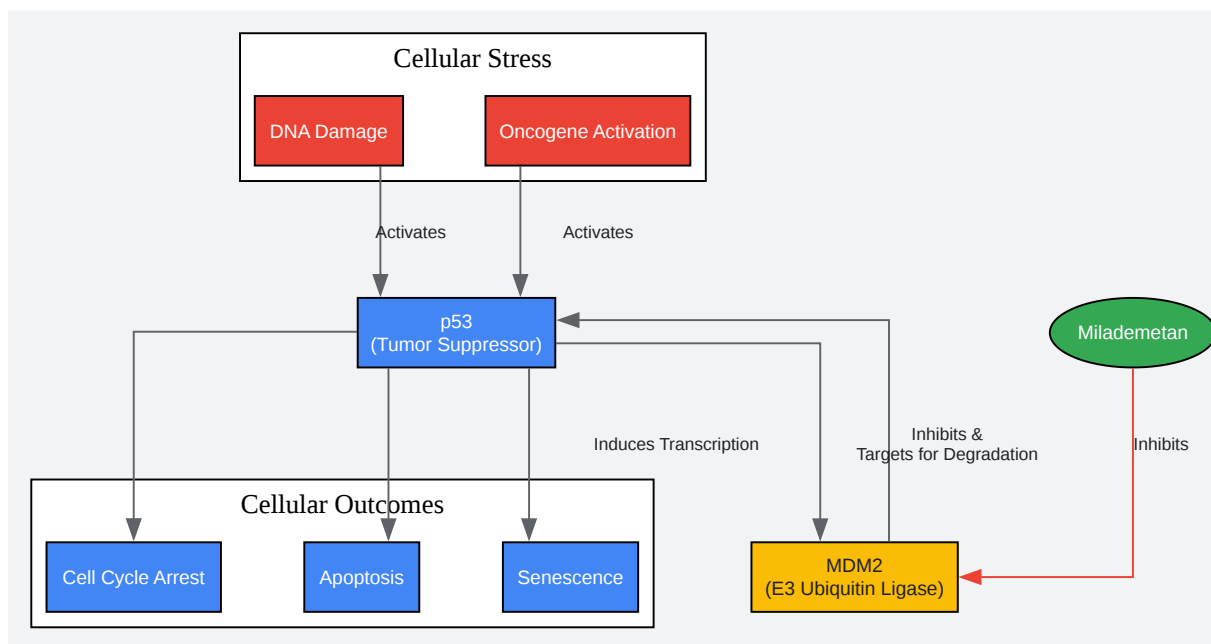 Cellular Stress
DNA Damage
Oncogene Activation
Activates
Activates
p53
(Tumor Suppressor)
Milademetan
Induces Transcription
Inhibits &
Targets for Degradation
Inhibits
Cellular Outcomes
Cell Cycle Arrest
Apoptosis
Senescence
MDM2
(E3 Ubiquitin Ligase)